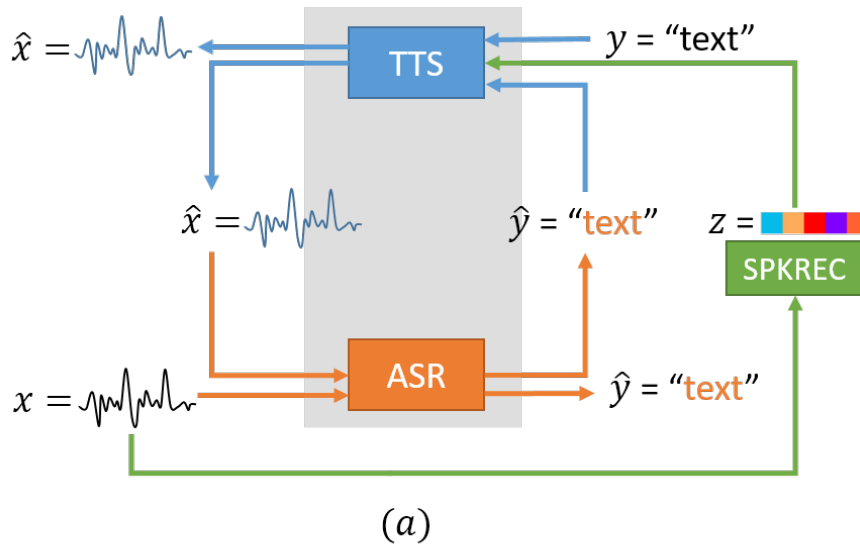 x̂ =
TTS
y = “text”
x̂ =
ŷ = “text”
z =
SPKREC
x =
ASR
ŷ = “text”
(a)